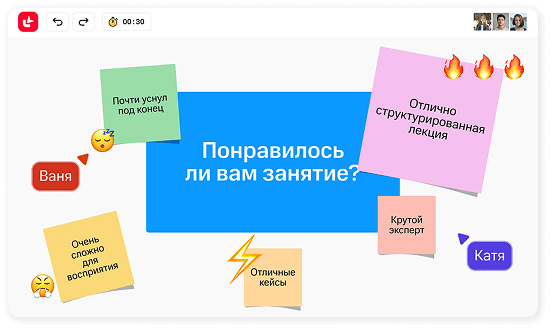 00:30
Почти уснул
под конец
Отлично
структурированная
лекция
Понравилось
ли вам занятие?
Ваня
Крутой
эксперт
Очень
сложно
для
восприятия
Катя
Отличные
кейсы